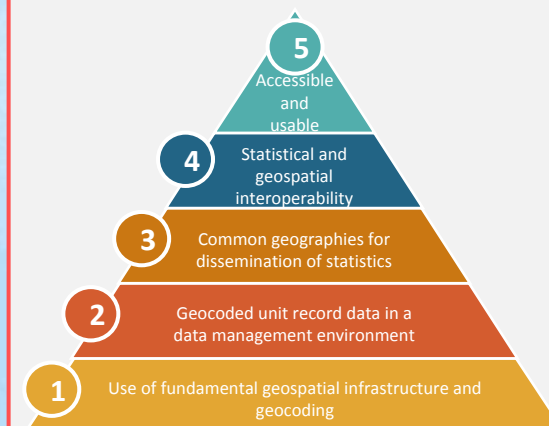 5
Accessible
and
usable
4
Statistical and
geospatial
interoperability
3
Common geographies for
dissemination of statistics
2
Geocoded unit record data in a
data management environment
1
Use of fundamental geospatial infrastructure and
geocoding